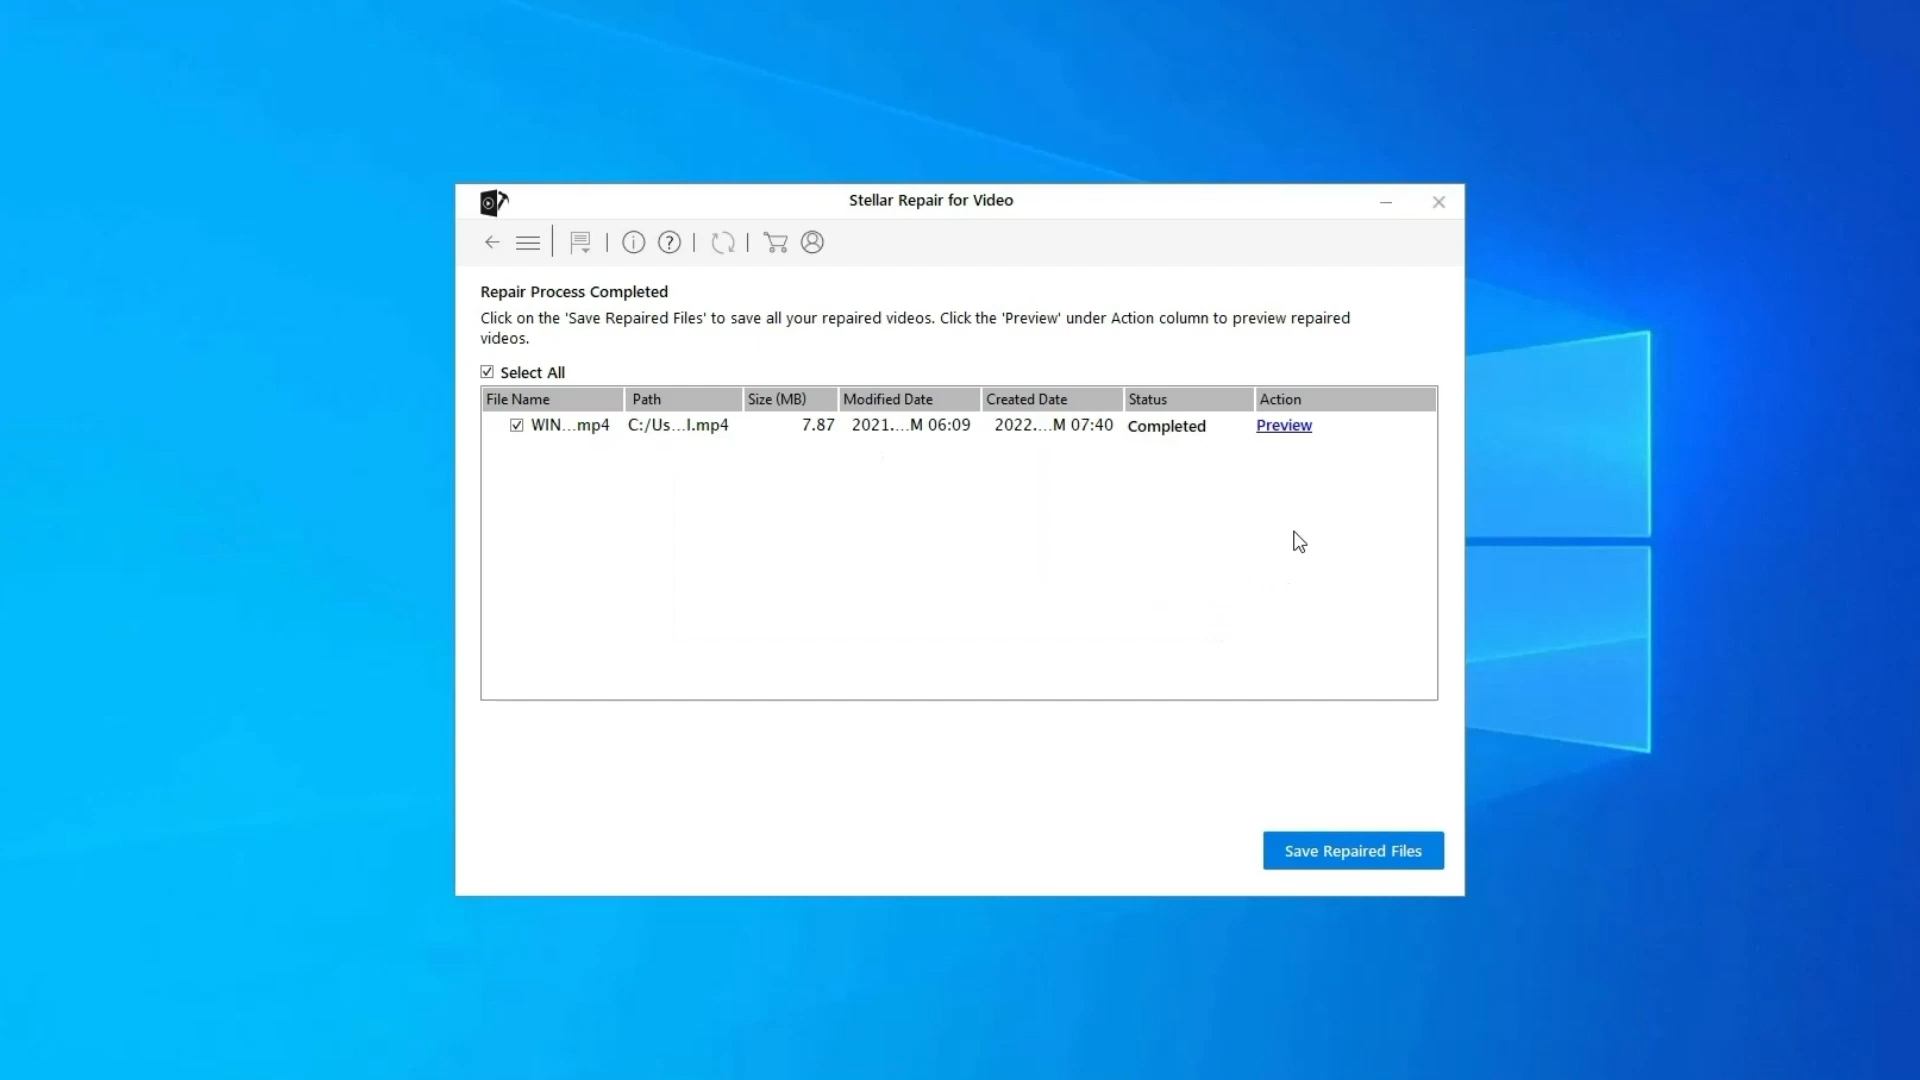 Stellar Repair for Video
Repair Process Completed
Click on the 'Save Repaired Files' to save all your repaired videos. Click the 'Preview' under Action column to preview repaired
videos.
Select All
File Name Path Size (MB) Modified Date Created Date Status Action
WIN...mp4 C:/Us...I.mp4 7.87 2021....M 06:09 2022....M 07:40 Completed Preview
Save Repaired Files